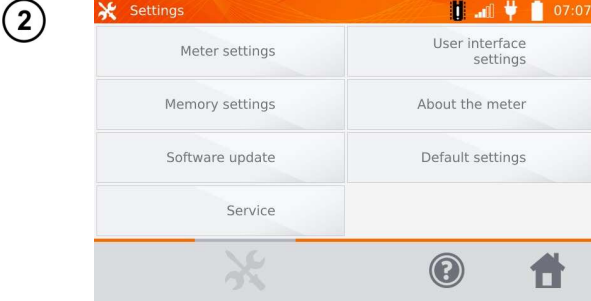 2
Settings
07:07
Meter settings
User interface
settings
Memory settings
About the meter
Software update
Default settings
Service
?